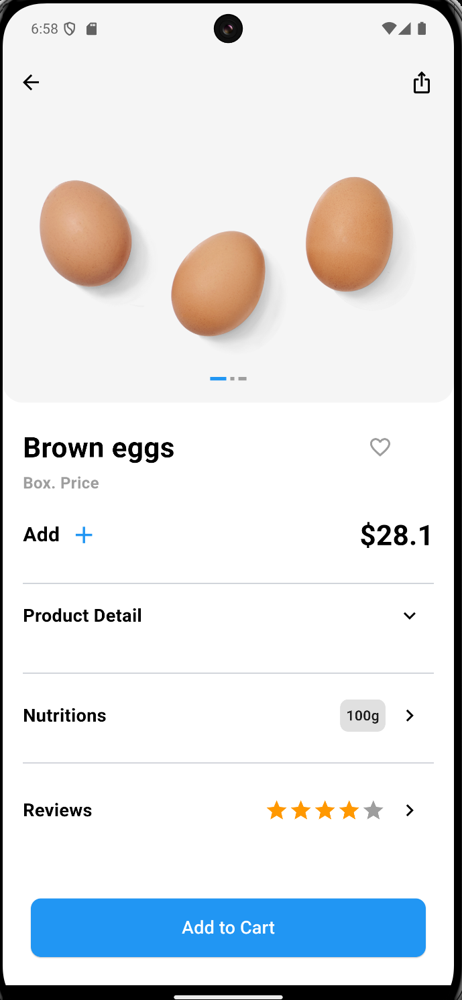 6:58
Brown eggs
Box. Price
Add +
$28.1
Product Detail
Nutritions
100g
Reviews
Add to Cart